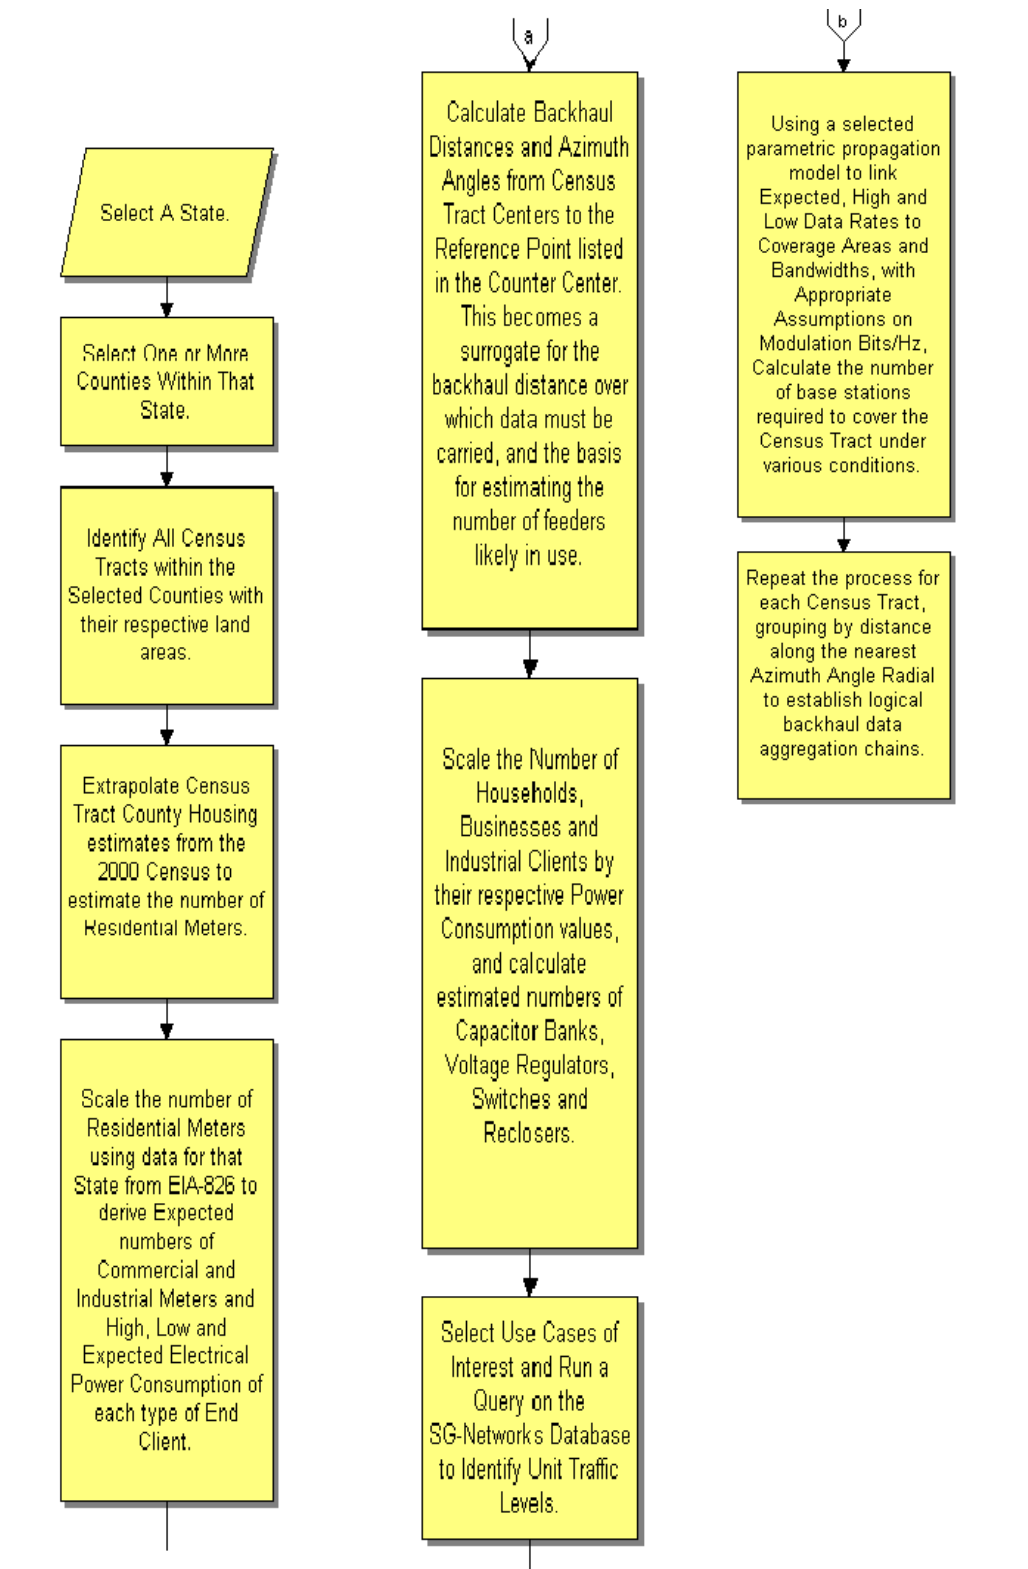 Select A State.
Select One or More
Counties Within That
State.
Identify All Census
Tracts within the
Selected Counties with
their respective land
areas.
Extrapolate Census
Tract County Housing
estimates from the
2000 Census to
estimate the number of
Residential Meters.
Scale the number of
Residential Meters
using data for that
State from EIA-826 to
derive Expected
numbers of
Commercial and
Industrial Meters and
High, Low and
Expected Electrical
Power Consumption of
each type of End
Client.
a
Calculate Backhaul
Distances and Azimuth
Angles from Census
Tract Centers to the
Reference Point listed
in the Counter Center.
This becomes a
surrogate for the
backhaul distance over
which data must be
carried, and the basis
for estimating the
number of feeders
likely in use.
Scale the Number of
Households,
Businesses and
Industrial Clients by
their respective Power
Consumption values,
and calculate
estimated numbers of
Capacitor Banks,
Voltage Regulators,
Switches and
Reclosers.
Select Use Cases of
Interest and Run a
Query on the
SG-Networks Database
to Identify Unit Traffic
Levels.
b
Using a selected
parametric propagation
model to link
Expected, High and
Low Data Rates to
Coverage Areas and
Bandwidths, with
Appropriate
Assumptions on
Modulation Bits/Hz,
Calculate the number
of base stations
required to cover the
Census Tract under
various conditions.
Repeat the process for
each Census Tract,
grouping by distance
along the nearest
Azimuth Angle Radial
to establish logical
backhaul data
aggregation chains.